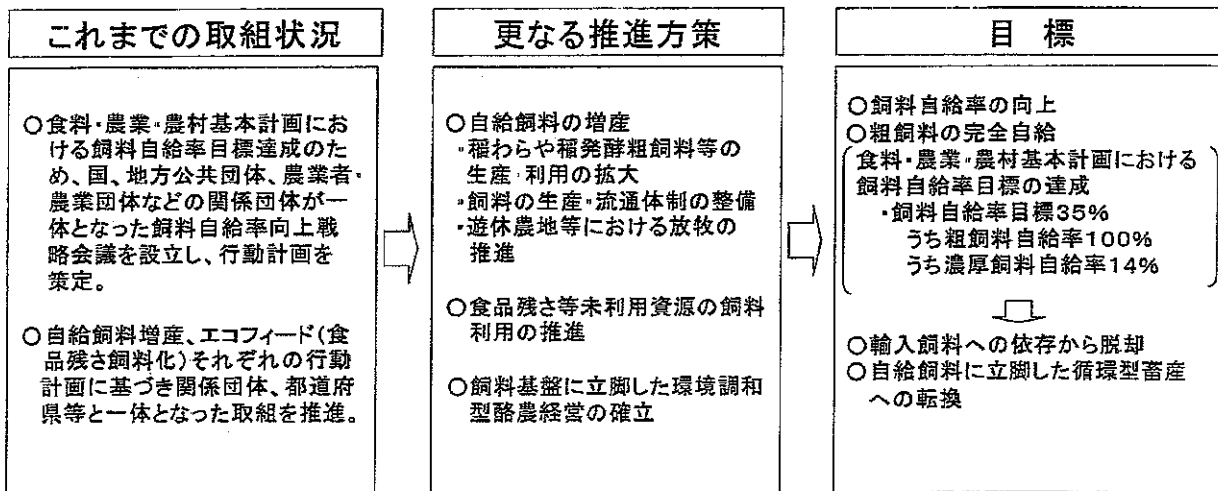 これまでの取組状況
○食料・農業・農村基本計画にお
ける飼料自給率目標達成のた
め、国、地方公共団体、農業者・
農業団体などの関係団体が一
体となった飼料自給率向上戦
略会議を設立し、行動計画を
策定。
○自給飼料増産、エコフィード(食
品残さ飼料化)それぞれの行動
計画に基づき関係団体、都道府
県等と一体となった取組を推進。
更なる推進方策
○自給飼料の増産
・稲わらや稲発酵粗飼料等の
生産・利用の拡大
・飼料の生産・流通体制の整備
・遊休農地等における放牧の
推進
○食品残さ等未利用資源の飼料
利用の推進
○飼料基盤に立脚した環境調和
型酪農経営の確立
目 標
○飼料自給率の向上
○粗飼料の完全自給
食料・農業・農村基本計画における
飼料自給率目標の達成
・飼料自給率目標35%
うち粗飼料自給率100%
うち濃厚飼料自給率14%
○輸入飼料への依存から脱却
○自給飼料に立脚した循環型畜産
への転換